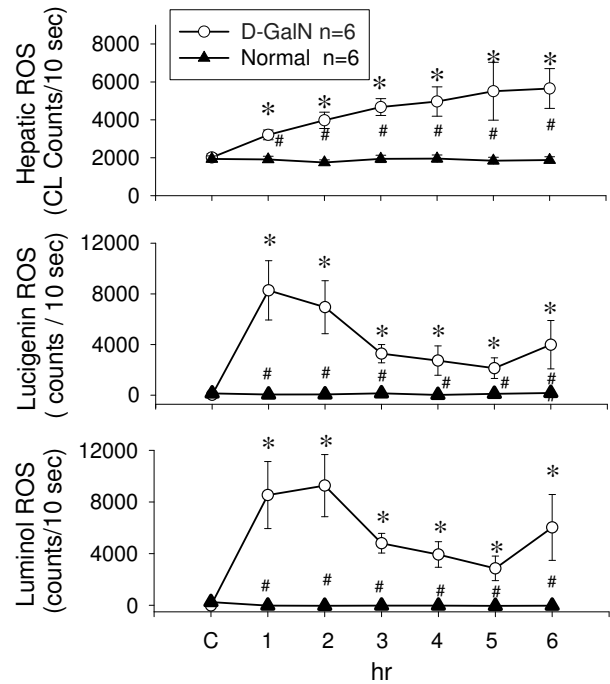 D-GalN n=6
Normal n=6
Hepatic ROS
(CL Counts/10 sec)
8000
6000
4000
2000
0
* * * * * *
# # # # # #
Lucigenin ROS
( counts / 10 sec)
12000
8000
4000
0
* * * * * *
# # # # # # #
Luminol ROS
(counts/10 sec)
12000
8000
4000
0
* * * * * *
# # # # # #
C 1 2 3 4 5 6
hr